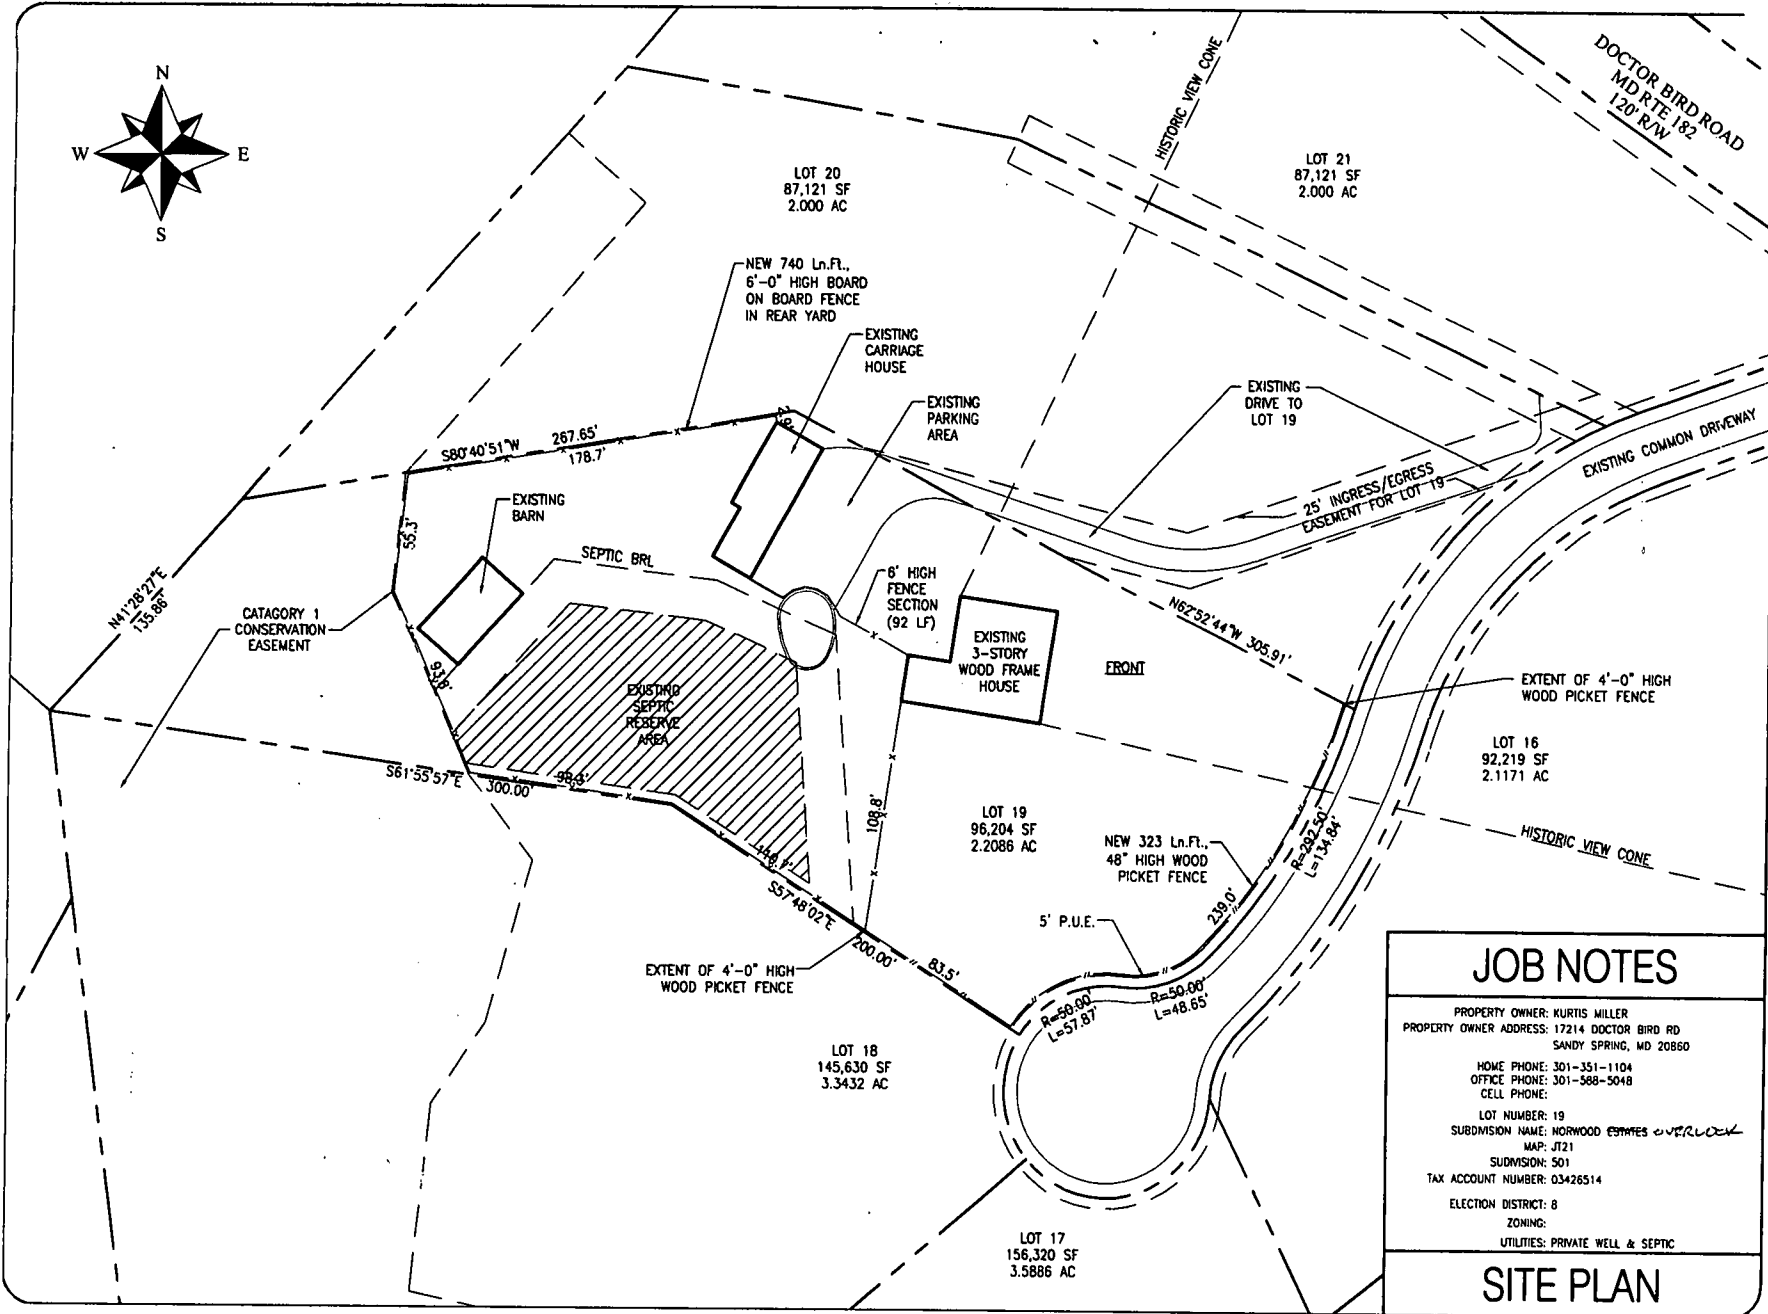 N
W
E
S
DOCTOR BIRD ROAD
MD RTE 182
120' R/W
HISTORIC VIEW CONE
LOT 20
87,121 SF
2.000 AC
LOT 21
87,121 SF
2.000 AC
NEW 740 Ln.Ft.,
6'-0" HIGH BOARD
ON BOARD FENCE
IN REAR YARD
EXISTING
CARRIAGE
HOUSE
EXISTING
PARKING
AREA
EXISTING
DRIVE TO
LOT 19
EXISTING COMMON DRIVEWAY
25' INGRESS/EGRESS
EASEMENT FOR LOT 19
S80°40'51"W
267.65'
178.7'
EXISTING
BARN
55.3'
SEPTIC BRL
6' HIGH
FENCE
SECTION
(92 LF)
N41°28'27"E
135.86'
CATAGORY 1
CONSERVATION
EASEMENT
93.8'
N62°52'44"W 305.91'
EXISTING
3-STORY
WOOD FRAME
HOUSE
FRONT
EXTENT OF 4'-0" HIGH
WOOD PICKET FENCE
EXISTING
SEPTIC
RESERVE
AREA
LOT 16
92,219 SF
2.1171 AC
S61°55'57"E
300.00'
98.3'
108.8'
LOT 19
96,204 SF
2.2086 AC
NEW 323 Ln.Ft.,
48" HIGH WOOD
PICKET FENCE
R=292.50'
L=134.84'
HISTORIC VIEW CONE
S57°48'02"E
200.00'
239.0'
5' P.U.E.
83.5'
EXTENT OF 4'-0" HIGH
WOOD PICKET FENCE
R=50.00'
L=57.87'
R=50.00'
L=48.65'
LOT 18
145,630 SF
3.3432 AC
LOT 17
156,320 SF
3.5886 AC
JOB NOTES
PROPERTY OWNER: KURTIS MILLER
PROPERTY OWNER ADDRESS: 17214 DOCTOR BIRD RD
SANDY SPRING, MD 20860
HOME PHONE: 301-351-1104
OFFICE PHONE: 301-588-5048
CELL PHONE:
LOT NUMBER: 19
SUBDIVISION NAME: NORWOOD ESTATES OVERLOOK
MAP: JT21
SUDIVISION: 501
TAX ACCOUNT NUMBER: 03426514
ELECTION DISTRICT: 8
ZONING:
UTILITIES: PRIVATE WELL & SEPTIC
SITE PLAN